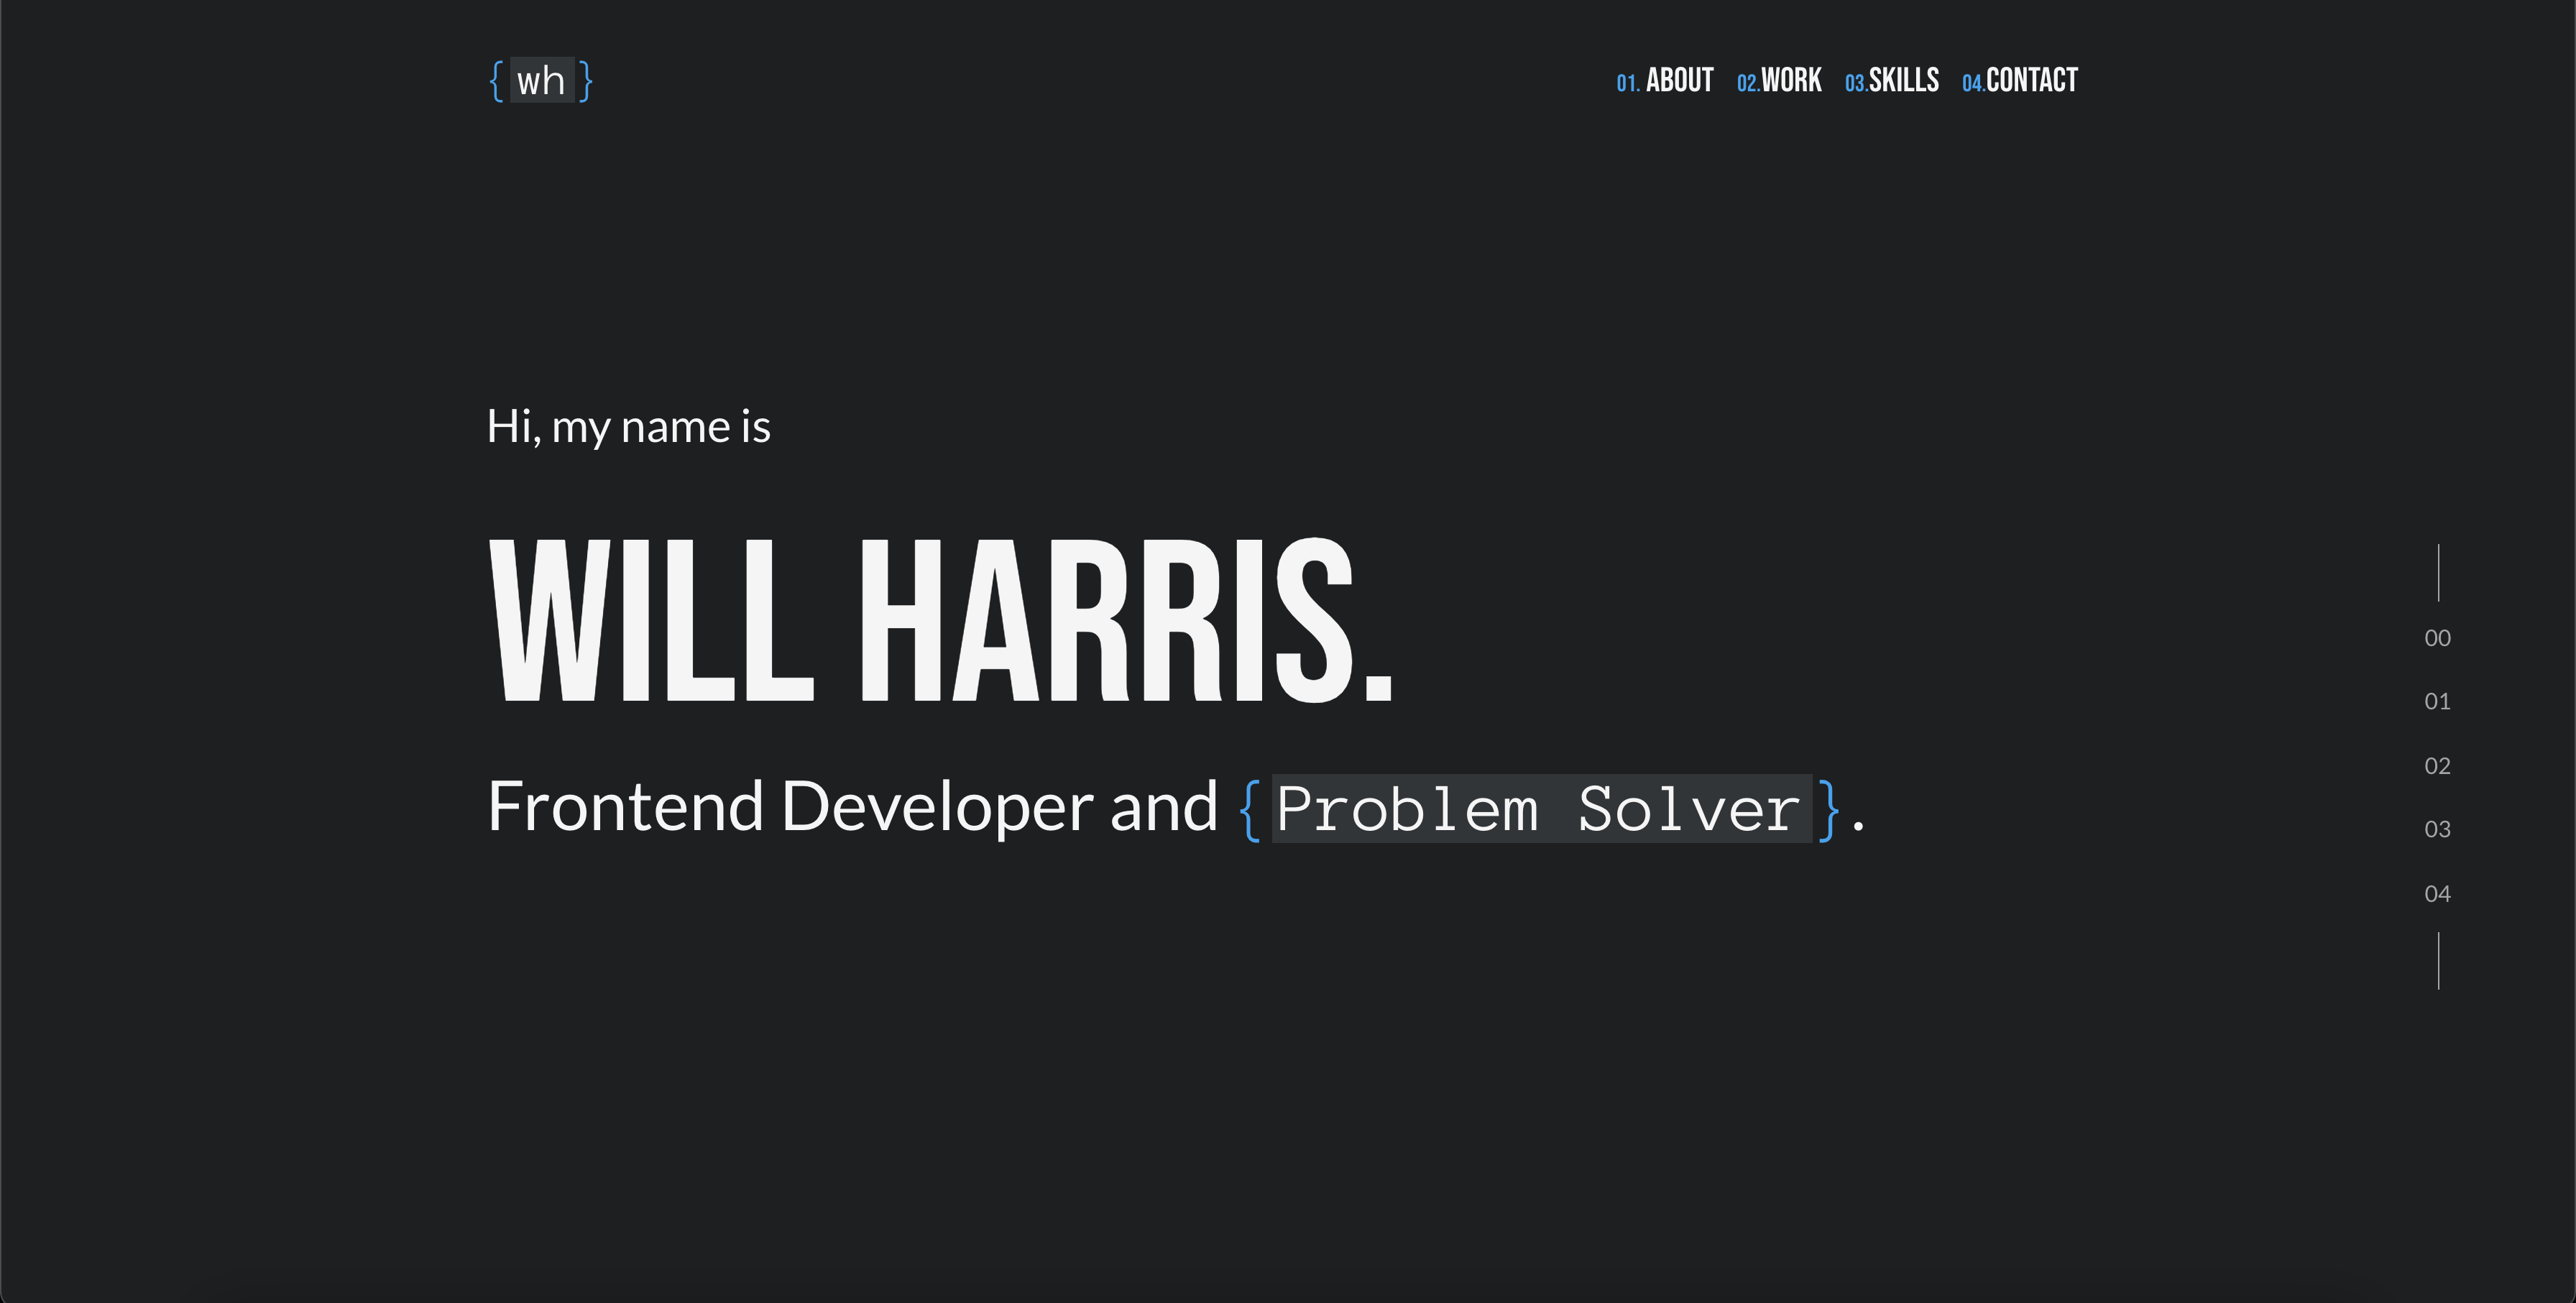 { wh }
01. ABOUT 02.WORK 03.SKILLS 04.CONTACT
Hi, my name is
WILL HARRIS.
Frontend Developer and { Problem Solver }.
00
01
02
03
04